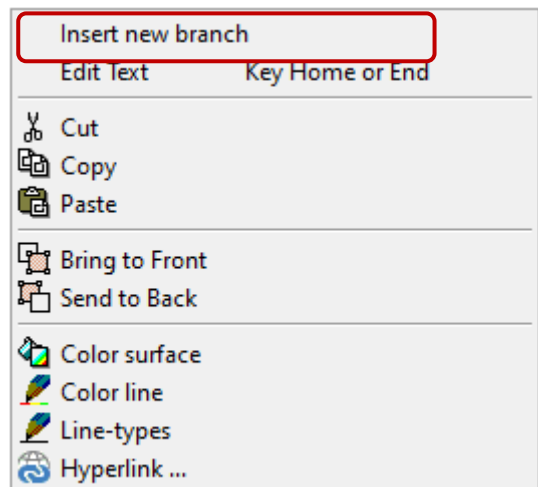 Insert new branch
Edit Text Key Home or End
Cut
Copy
Paste
Bring to Front
Send to Back
Color surface
Color line
Line-types
Hyperlink ...